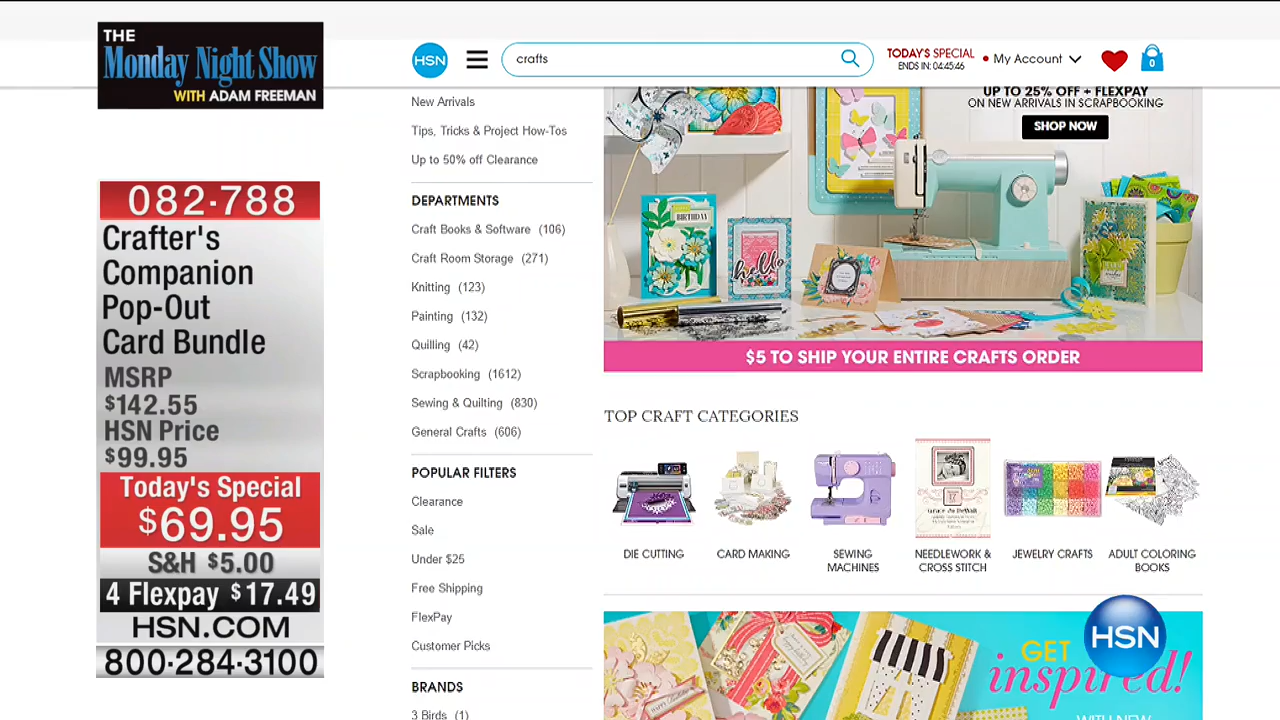 THE
Monday Night Show
WITH ADAM FREEMAN
082-788
Crafter's
Companion
Pop-Out
Card Bundle
MSRP
$142.55
HSN Price
$99.95
Today's Special
$69.95
S&H $5.00
4 Flexpay $17.49
HSN.COM
800-284-3100
HSN
crafts
TODAY'S SPECIAL
ENDS IN: 04:45:46
My Account
0
New Arrivals
Tips, Tricks & Project How-Tos
Up to 50% off Clearance
DEPARTMENTS
Craft Books & Software (106)
Craft Room Storage (271)
Knitting (123)
Painting (132)
Quilling (42)
Scrapbooking (1612)
Sewing & Quilting (830)
General Crafts (606)
POPULAR FILTERS
Clearance
Sale
Under $25
Free Shipping
FlexPay
Customer Picks
BRANDS
3 Birds (1)
UP TO 25% OFF + FLEXPAY
ON NEW ARRIVALS IN SCRAPBOOKING
SHOP NOW
BIRTHDAY
hello
$5 TO SHIP YOUR ENTIRE CRAFTS ORDER
TOP CRAFT CATEGORIES
DIE CUTTING
CARD MAKING
SEWING
MACHINES
NEEDLEWORK &
CROSS STITCH
JEWELRY CRAFTS
ADULT COLORING
BOOKS
GET
inspired!
WITH NEW
HSN